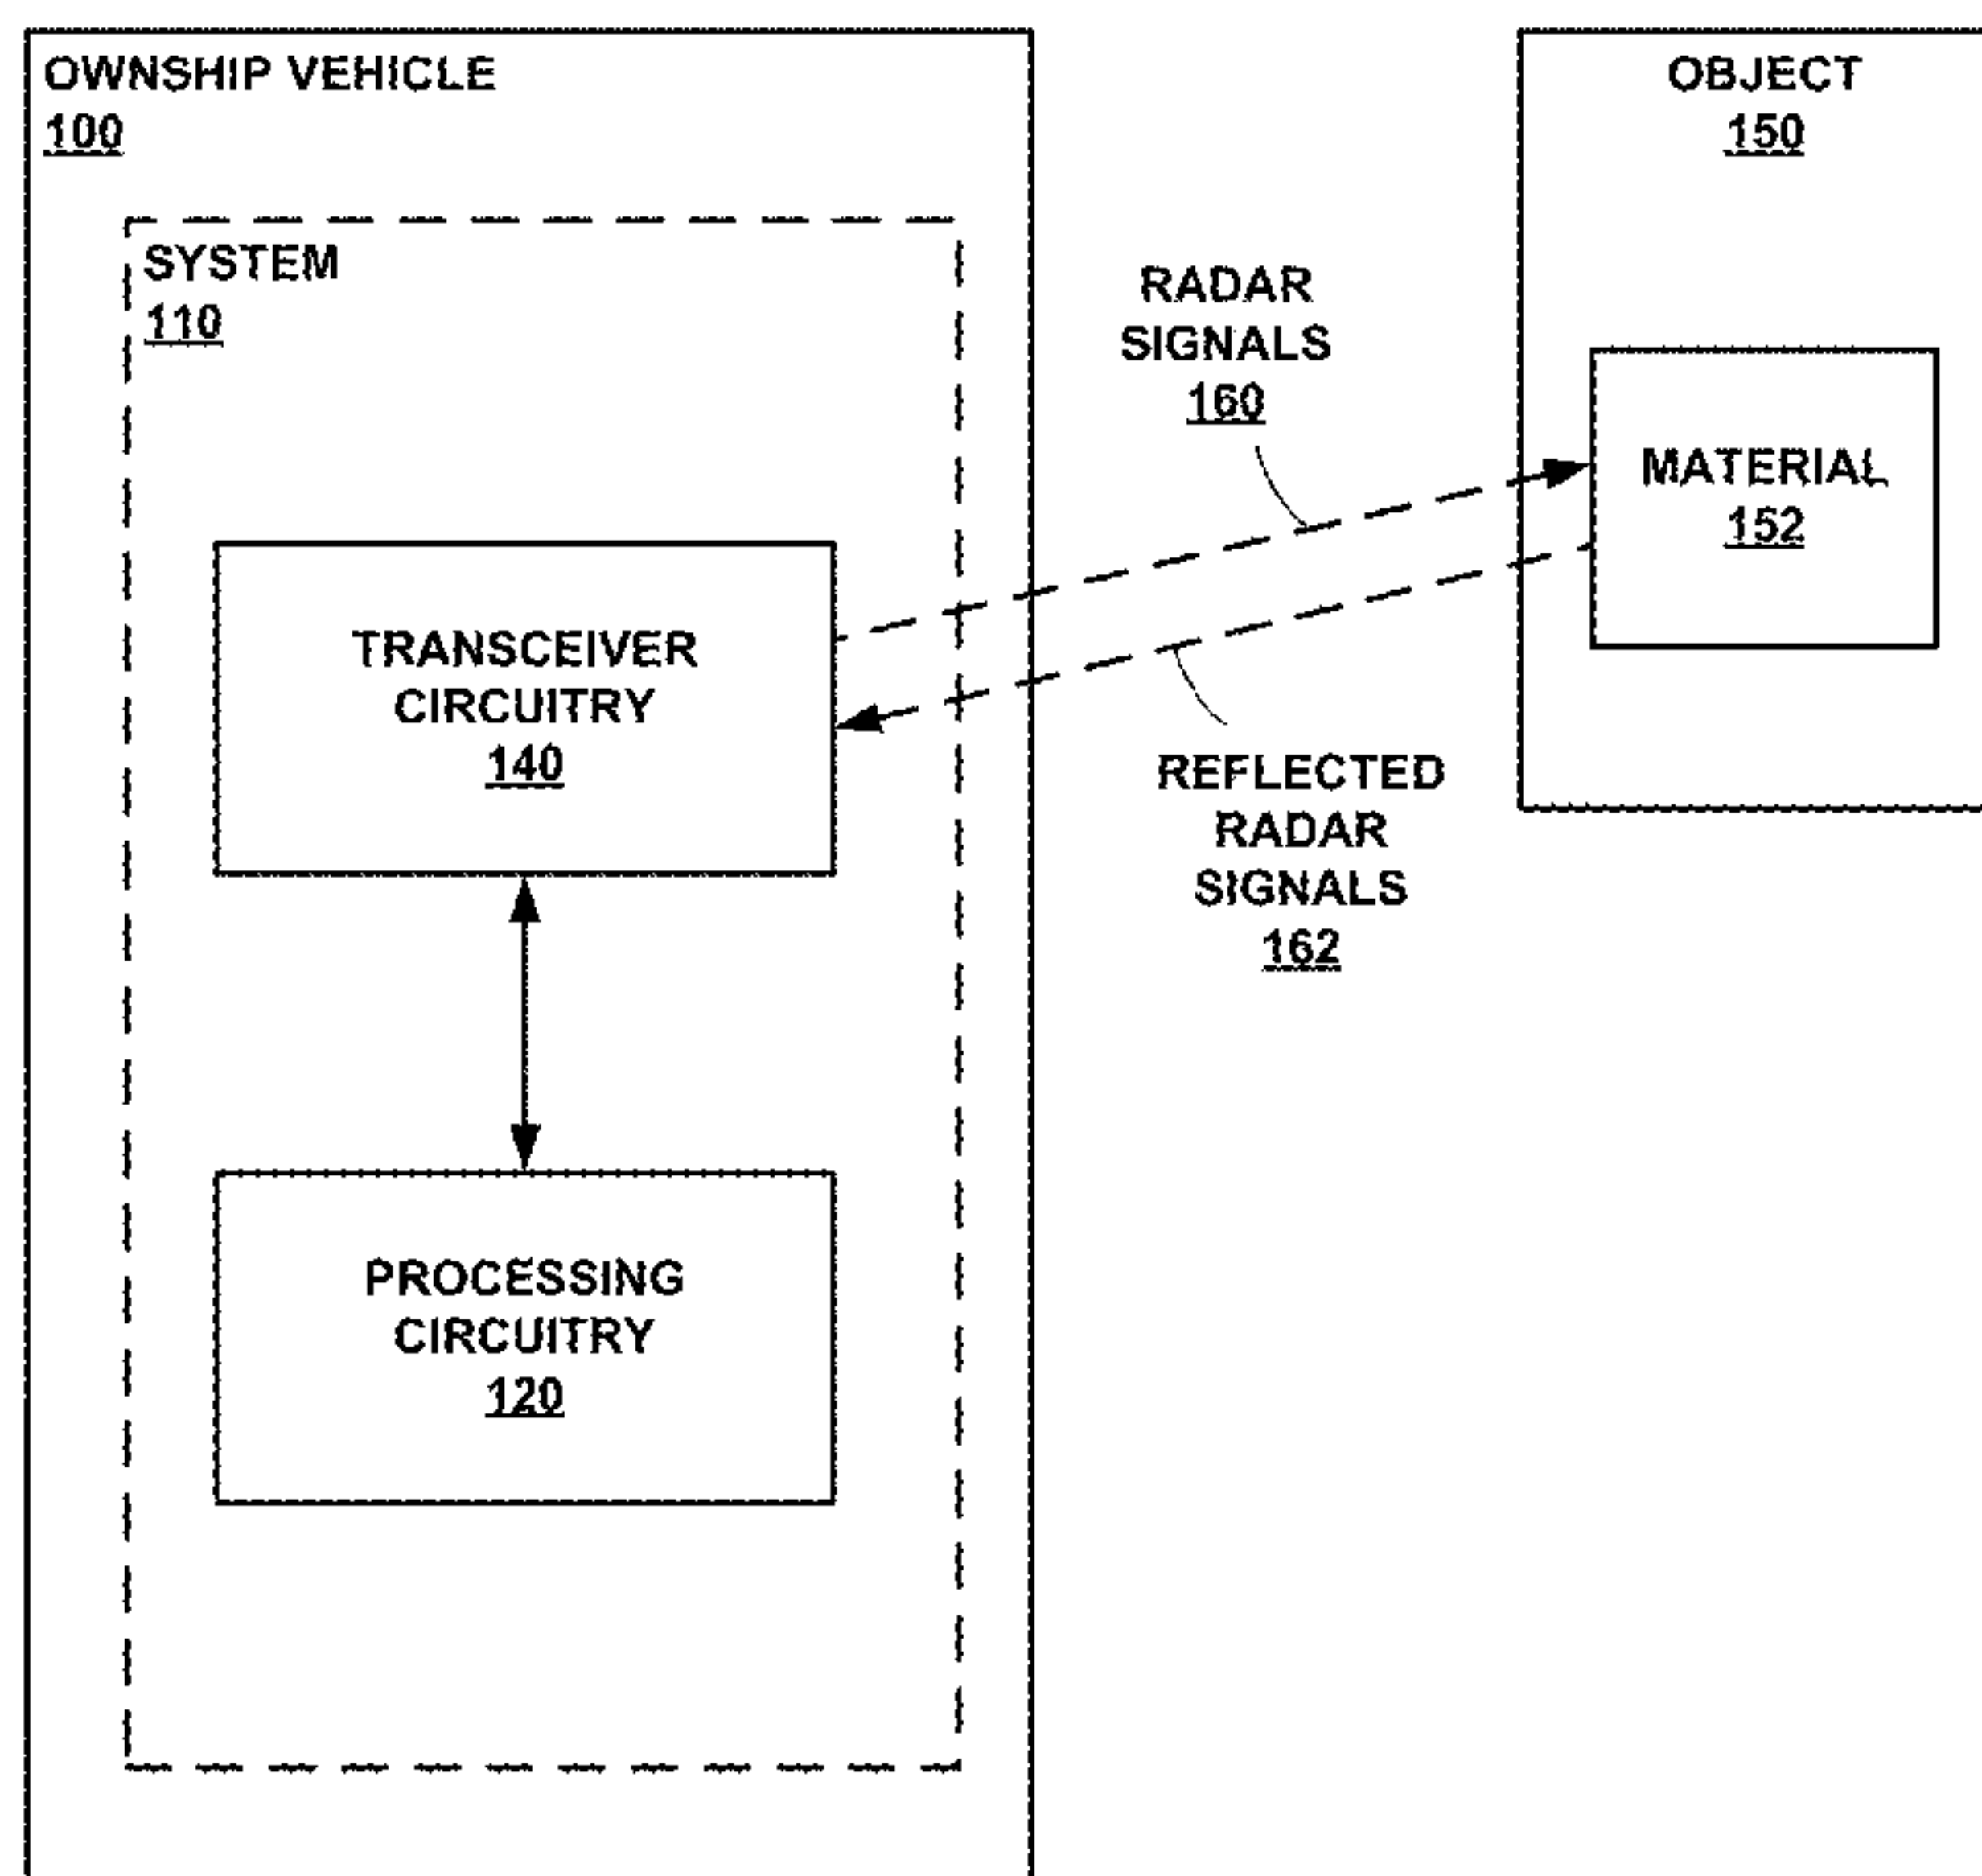 OWNSHIP VEHICLE
100
SYSTEM
110
TRANSCEIVER
CIRCUITRY
140
PROCESSING
CIRCUITRY
120
RADAR
SIGNALS
160
REFLECTED
RADAR
SIGNALS
162
OBJECT
150
MATERIAL
152